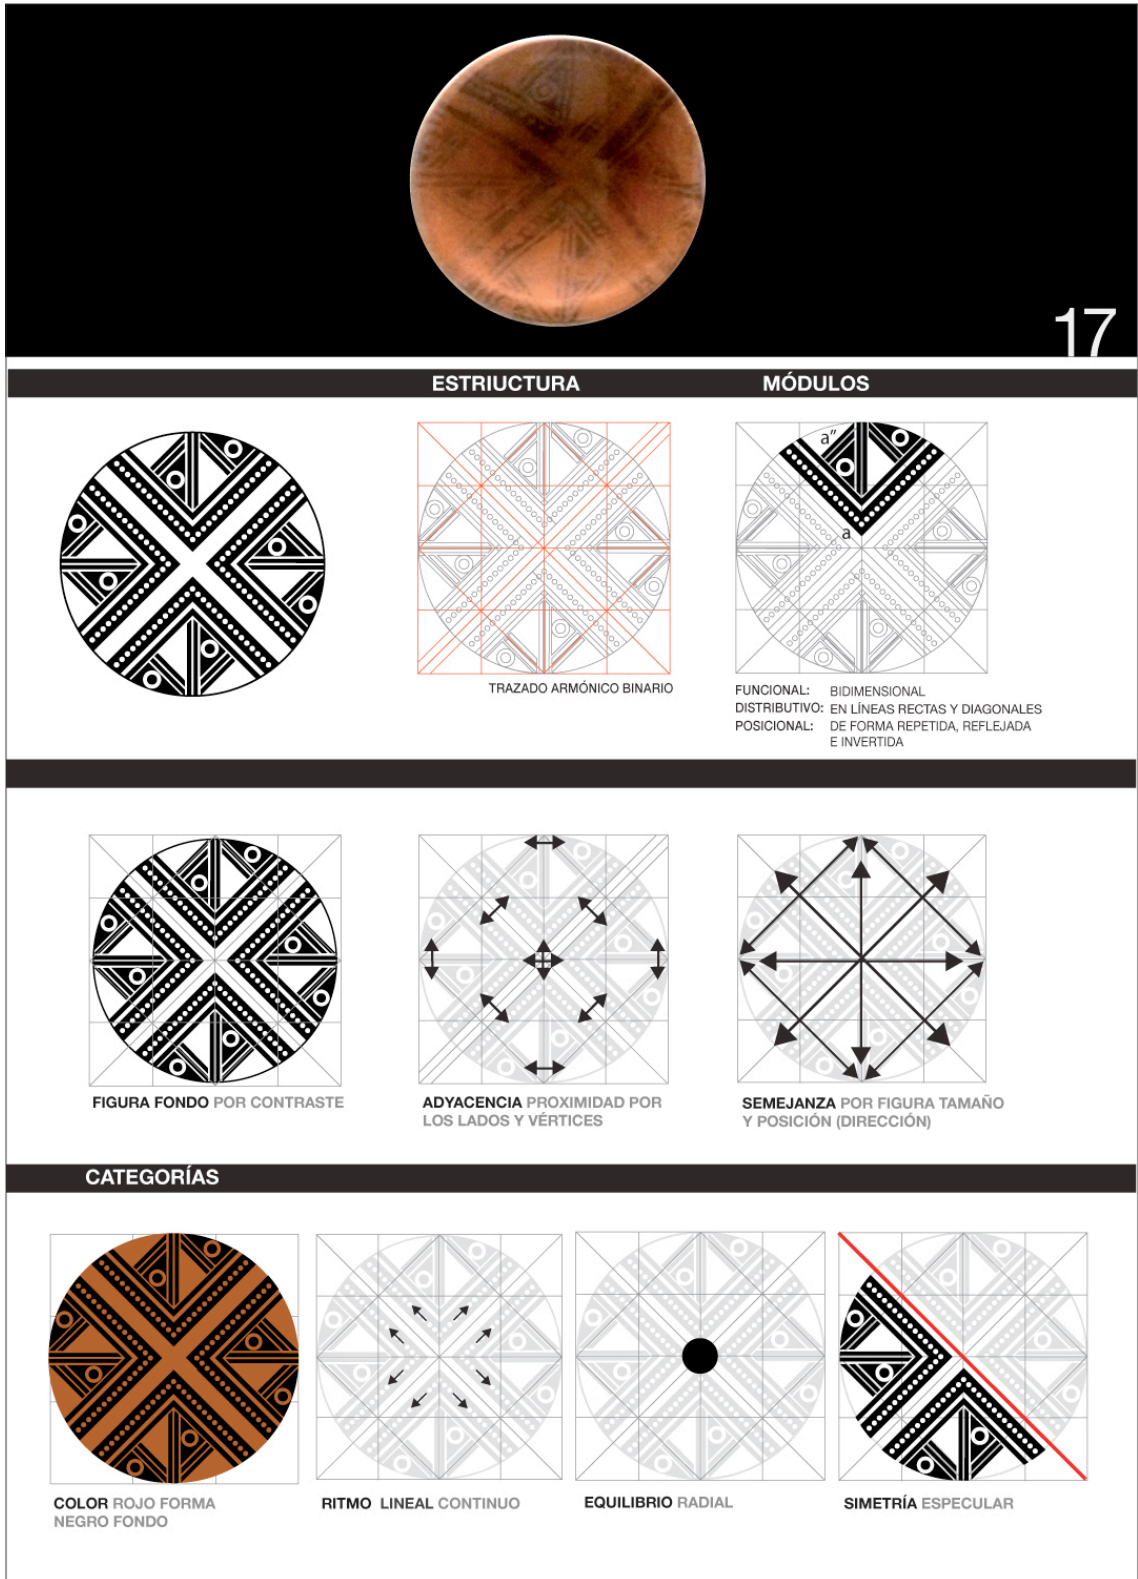 17
ESTRIUCTURA
MÓDULOS
a”
a
TRAZADO ARMÓNICO BINARIO
FUNCIONAL: BIDIMENSIONAL
DISTRIBUTIVO: EN LÍNEAS RECTAS Y DIAGONALES
POSICIONAL: DE FORMA REPETIDA, REFLEJADA
E INVERTIDA
FIGURA FONDO POR CONTRASTE
ADYACENCIA PROXIMIDAD POR
LOS LADOS Y VÉRTICES
SEMEJANZA POR FIGURA TAMAÑO
Y POSICIÓN (DIRECCIÓN)
CATEGORÍAS
COLOR ROJO FORMA
NEGRO FONDO
RITMO LINEAL CONTINUO
EQUILIBRIO RADIAL
SIMETRÍA ESPECULAR